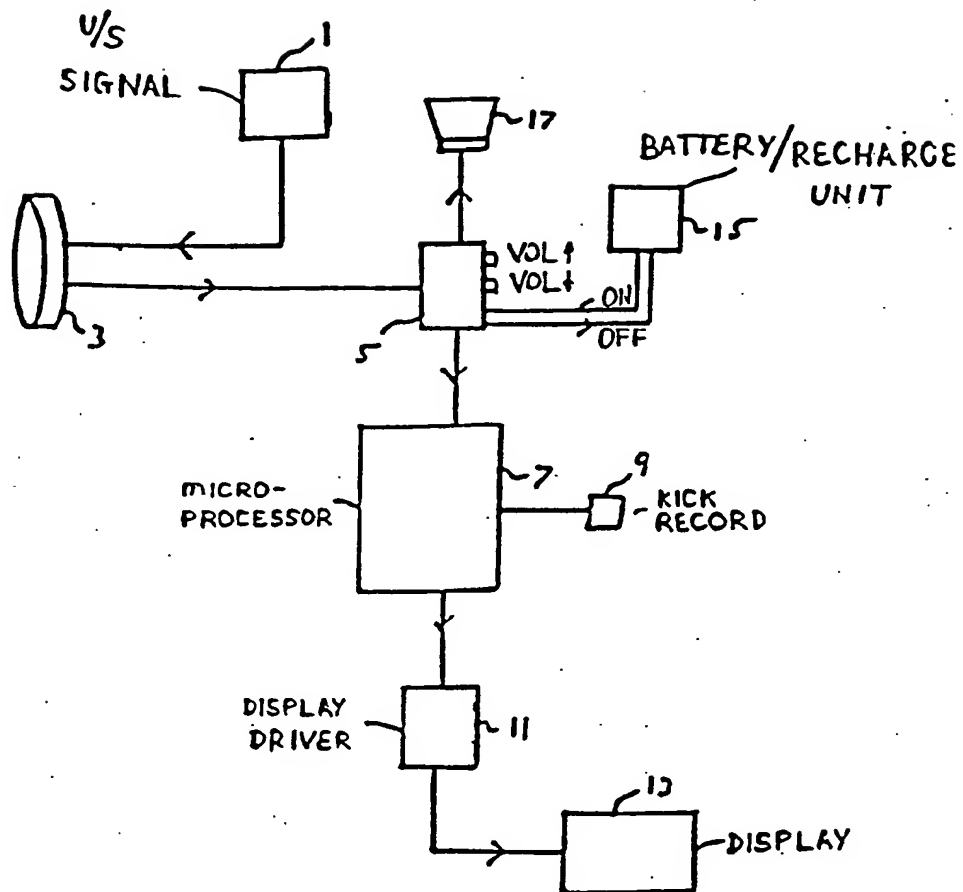 U/S
SIGNAL
1
17
BATTERY/RECHARGE
UNIT
15
VOL↑
VOL↓
ON
OFF
3
5
MICRO-
PROCESSOR
7
9
KICK
RECORD
DISPLAY
DRIVER
11
13
DISPLAY